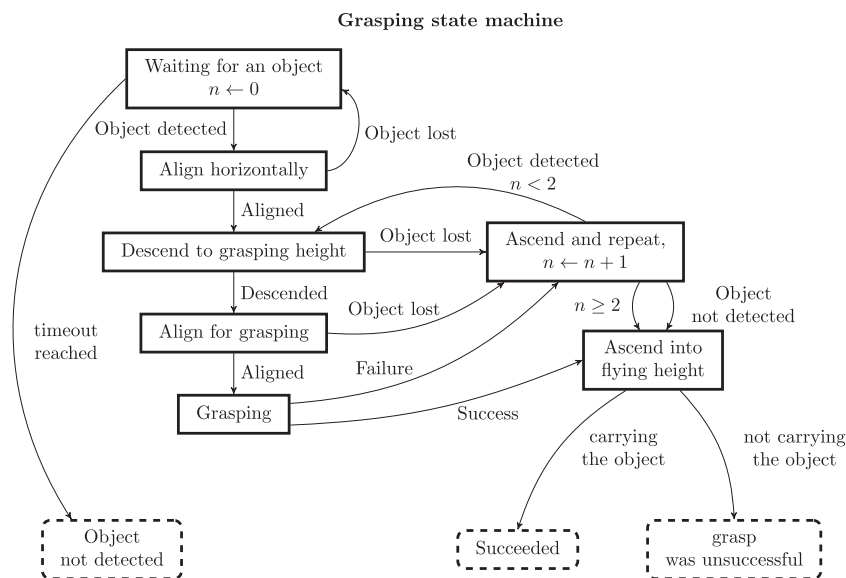 Grasping state machine
Waiting for an object
n ← 0
Object detected
Object lost
Align horizontally
Object detected
n < 2
Aligned
Descend to grasping height
Object lost
Ascend and repeat,
n ← n + 1
Descended
Object lost
n ≥ 2
Object
not detected
timeout
reached
Align for grasping
Ascend into
flying height
Aligned
Failure
Grasping
Success
carrying
the object
not carrying
the object
Object
not detected
Succeeded
grasp
was unsuccessful